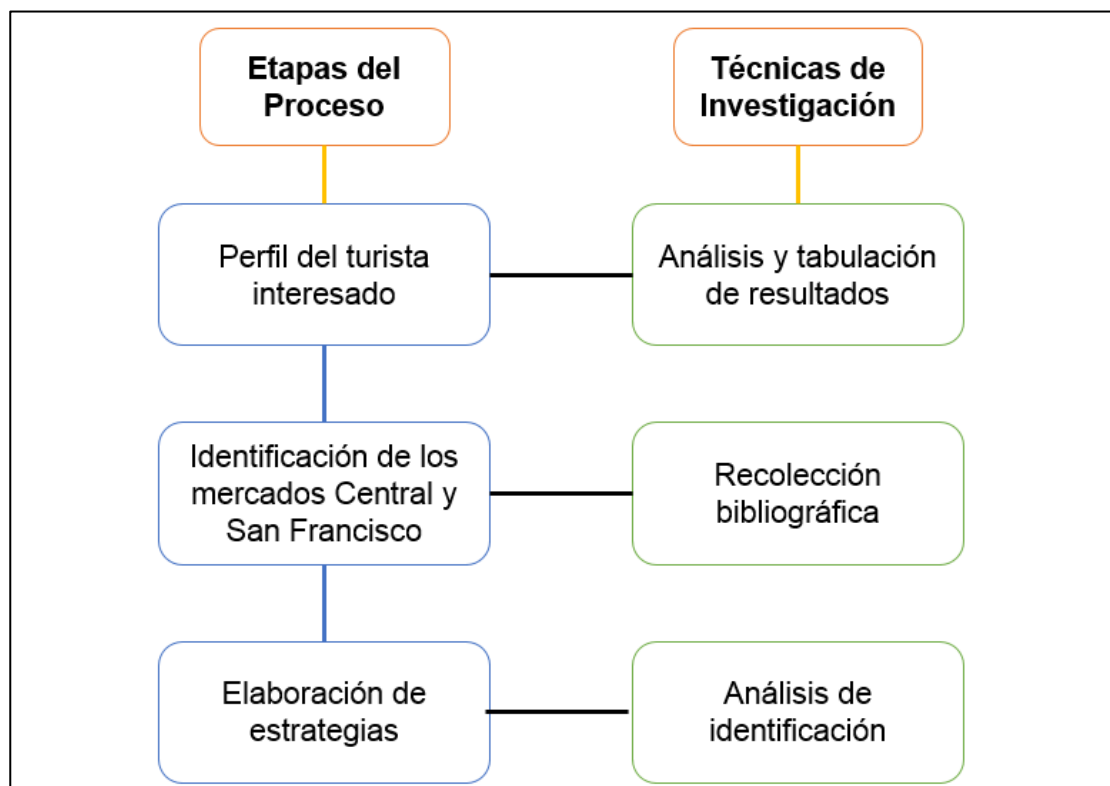 Etapas del
Proceso
Técnicas de
Investigación
Perfil del turista
interesado
Análisis y tabulación
de resultados
Identificación de los
mercados Central y
San Francisco
Recolección
bibliográfica
Elaboración de
estrategias
Análisis de
identificación